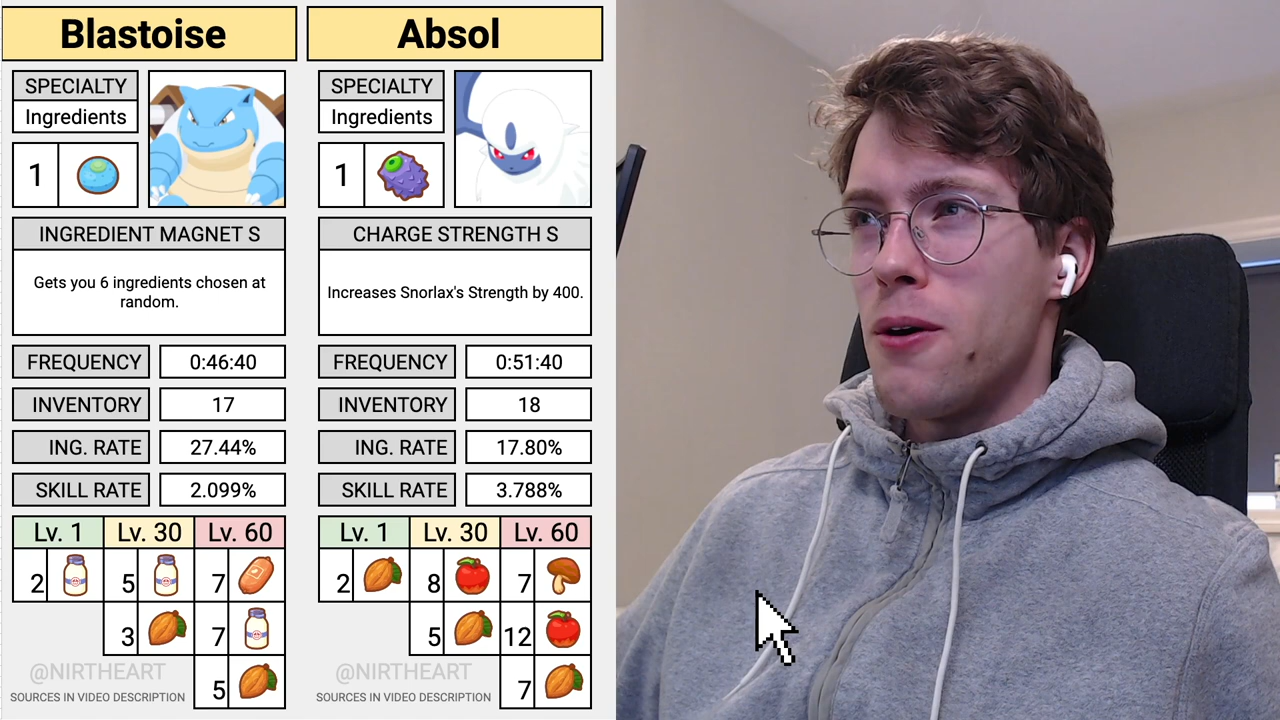 Blastoise
SPECIALTY
Ingredients
1
INGREDIENT MAGNET S
Gets you 6 ingredients chosen at
random.
FREQUENCY 0:46:40
INVENTORY 17
ING. RATE 27.44%
SKILL RATE 2.099%
Lv. 1 Lv. 30 Lv. 60
2 5 7
3 7
5
@NIRTHEART
SOURCES IN VIDEO DESCRIPTION
Absol
SPECIALTY
Ingredients
1
CHARGE STRENGTH S
Increases Snorlax's Strength by 400.
FREQUENCY 0:51:40
INVENTORY 18
ING. RATE 17.80%
SKILL RATE 3.788%
Lv. 1 Lv. 30 Lv. 60
2 8 7
5 12
7
@NIRTHEART
SOURCES IN VIDEO DESCRIPTION